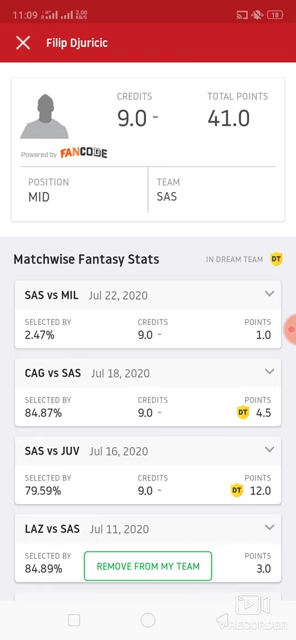 11:09 2.00 KB/S 18
Filip Djuricic
CREDITS TOTAL POINTS
9.0 - 41.0
Powered by FANCODE
POSITION TEAM
MID SAS
Matchwise Fantasy Stats IN DREAM TEAM DT
SAS vs MIL Jul 22, 2020
SELECTED BY CREDITS POINTS
2.47% 9.0 - 1.0
CAG vs SAS Jul 18, 2020
SELECTED BY CREDITS POINTS
84.87% 9.0 - DT 4.5
SAS vs JUV Jul 16, 2020
SELECTED BY CREDITS POINTS
79.59% 9.0 - DT 12.0
LAZ vs SAS Jul 11, 2020
SELECTED BY POINTS
84.89% REMOVE FROM MY TEAM 3.0
RECORDER